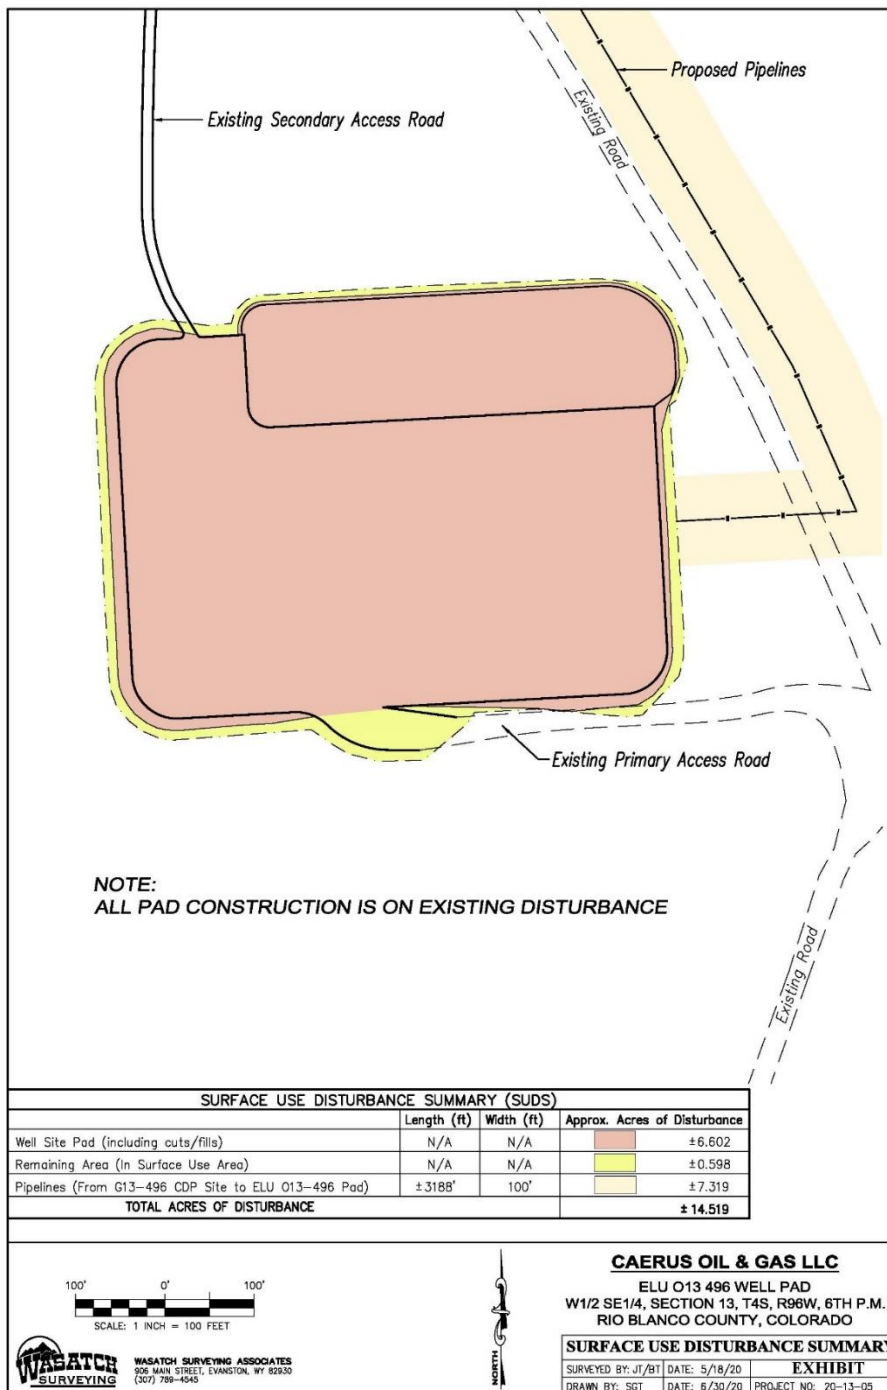 Proposed Pipelines
Existing Road
Existing Secondary Access Road
Existing Primary Access Road
NOTE:
ALL PAD CONSTRUCTION IS ON EXISTING DISTURBANCE
Existing Road
SURFACE USE DISTURBANCE SUMMARY (SUDS)
Length (ft) Width (ft) Approx. Acres of Disturbance
Well Site Pad (including cuts/fills) N/A N/A ±6.602
Remaining Area (In Surface Use Area) N/A N/A ±0.598
Pipelines (From G13-496 CDP Site to ELU O13-496 Pad) ±3188' 100' ±7.319
TOTAL ACRES OF DISTURBANCE ±14.519
100' 0' 100'
SCALE: 1 INCH = 100 FEET
WASATCH
SURVEYING
WASATCH SURVEYING ASSOCIATES
906 MAIN STREET, EVANSTON, WY 82930
(307) 789-4545
NORTH
CAERUS OIL & GAS LLC
ELU O13 496 WELL PAD
W1/2 SE1/4, SECTION 13, T4S, R96W, 6TH P.M.
RIO BLANCO COUNTY, COLORADO
SURFACE USE DISTURBANCE SUMMARY
SURVEYED BY: JT/BT DATE: 5/18/20 EXHIBIT
DRAWN BY: SGT DATE: 6/30/20 PROJECT NO: 20-13-05